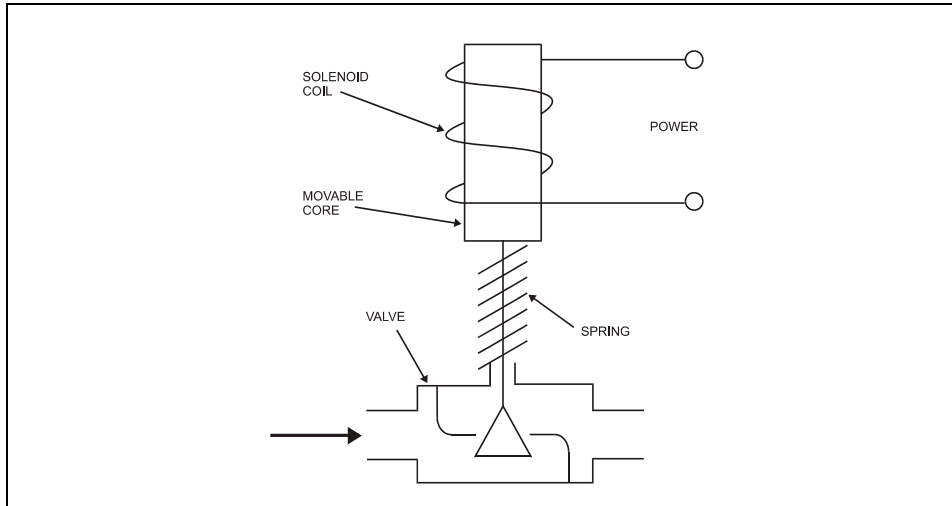 SOLENOID
COIL
POWER
MOVABLE
CORE
VALVE
SPRING